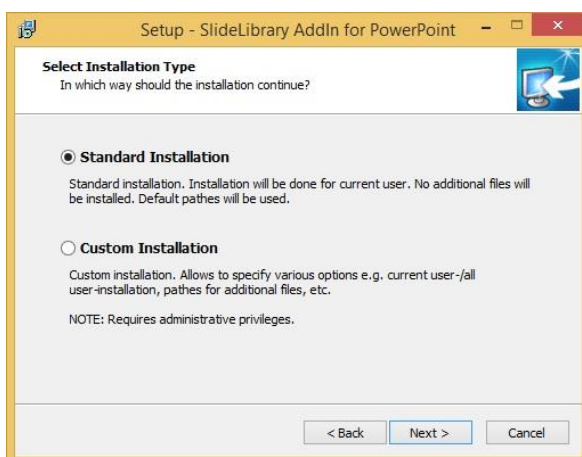 Setup - SlideLibrary AddIn for PowerPoint
Select Installation Type
In which way should the installation continue?
Standard Installation
Standard installation. Installation will be done for current user. No additional files will
be installed. Default pathes will be used.
Custom Installation
Custom installation. Allows to specify various options e.g. current user-/all
user-installation, pathes for additional files, etc.
NOTE: Requires administrative privileges.
< Back Next > Cancel